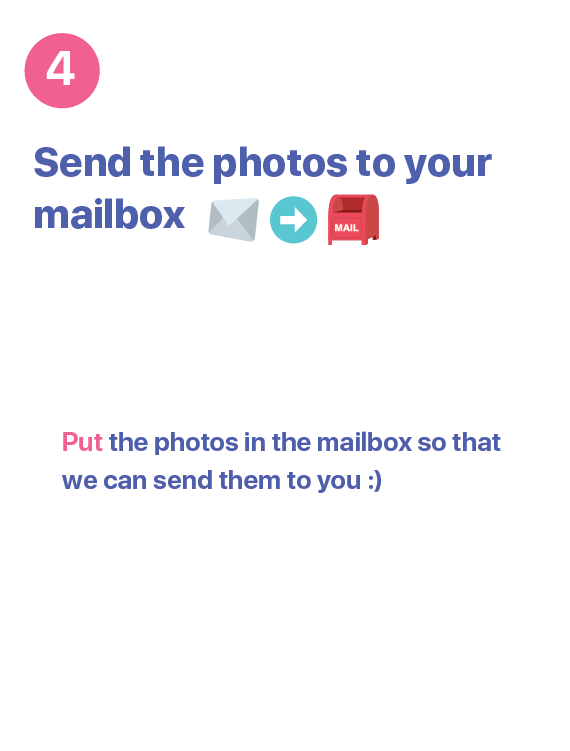 4
Send the photos to your
mailbox
MAIL
Put the photos in the mailbox so that
we can send them to you :)